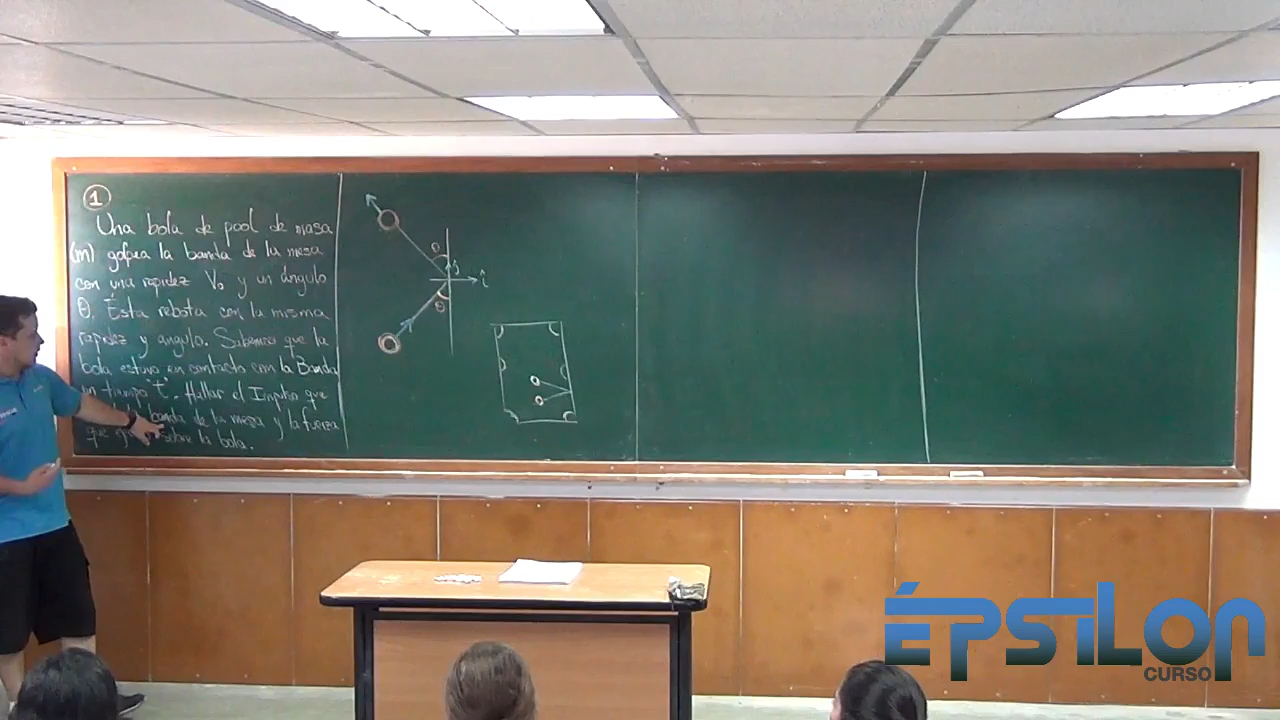 1
Una bola de pool de masa
(m) golpea la banda de la mesa
con una rapidez V₀ y un ángulo
θ. Ésta rebota con la misma
rapidez y angulo. Sabemos que la
bola estuvo en contacto con la Banda
un tiempo "t". Hallar el Impulso que
banda de la mesa y la fuerza
que sobre la bola.
θ
ĵ
î
θ
ÉPSILON
CURSO